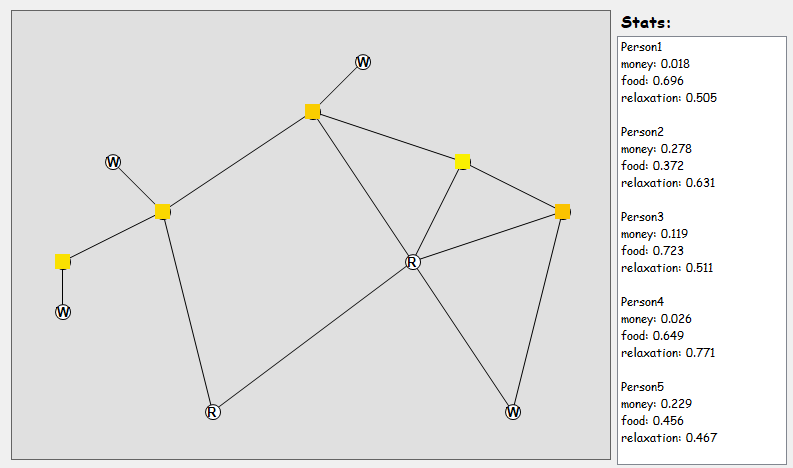 Stats:
W
W
W
R
R
W
Person1
money: 0.018
food: 0.696
relaxation: 0.505
Person2
money: 0.278
food: 0.372
relaxation: 0.631
Person3
money: 0.119
food: 0.723
relaxation: 0.511
Person4
money: 0.026
food: 0.649
relaxation: 0.771
Person5
money: 0.229
food: 0.456
relaxation: 0.467